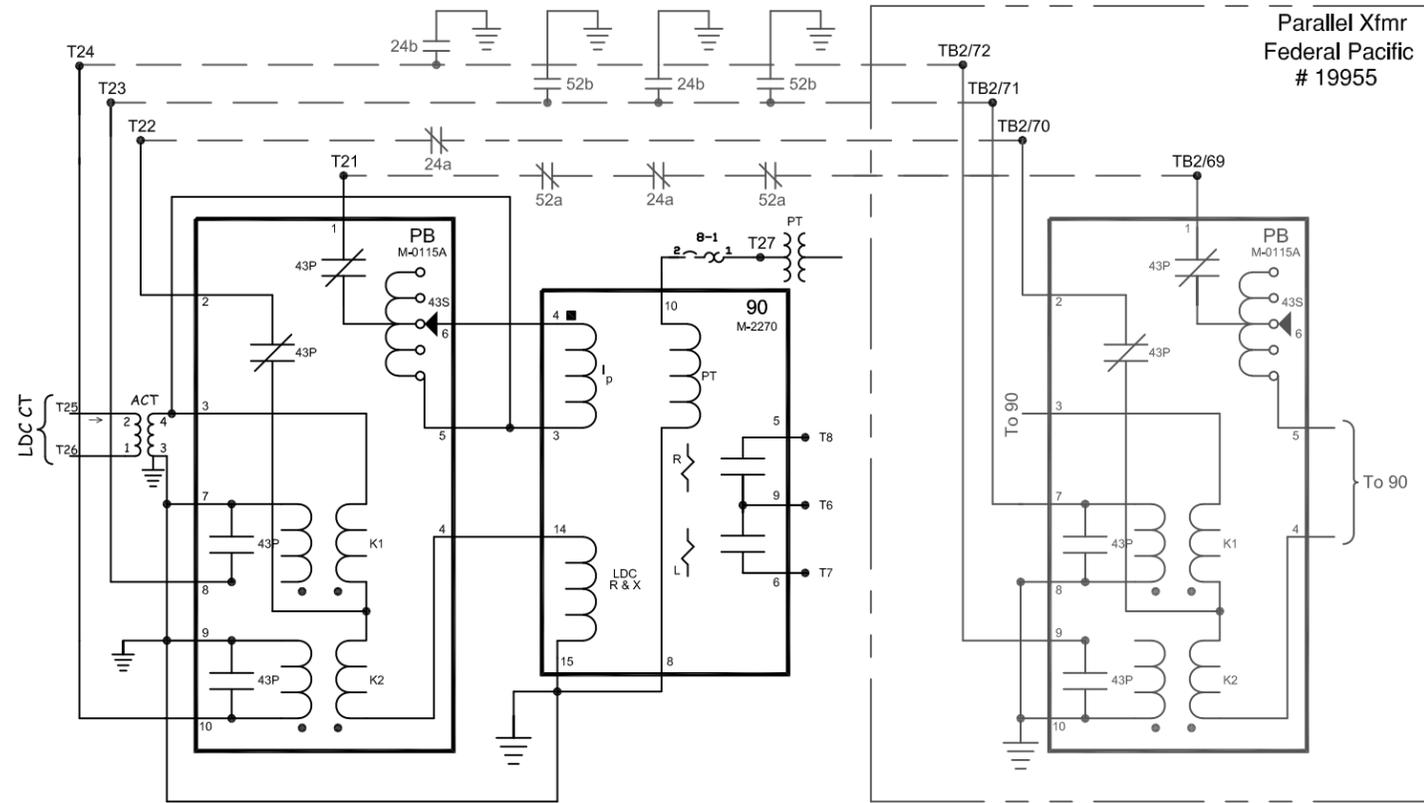 Parallel Xfmr
Federal Pacific
# 19955
T24
24b
TB2/72
T23
52b
24b
52b
TB2/71
T22
24a
TB2/70
T21
52a
24a
52a
TB2/69
1
PB
M-0115A
43P
43S
2
6
43P
8-1
2
1
T27
PT
10
90
M-2270
4
Ip
PT
1
PB
M-0115A
43P
43S
2
6
43P
LDC CT
T25
T26
ACT
2
4
1
3
3
5
3
5
T8
R
9
T6
L
6
T7
To 90
3
5
To 90
7
43P
K1
8
4
14
LDC
R & X
7
43P
K1
8
4
9
43P
K2
10
15
8
9
43P
K2
10